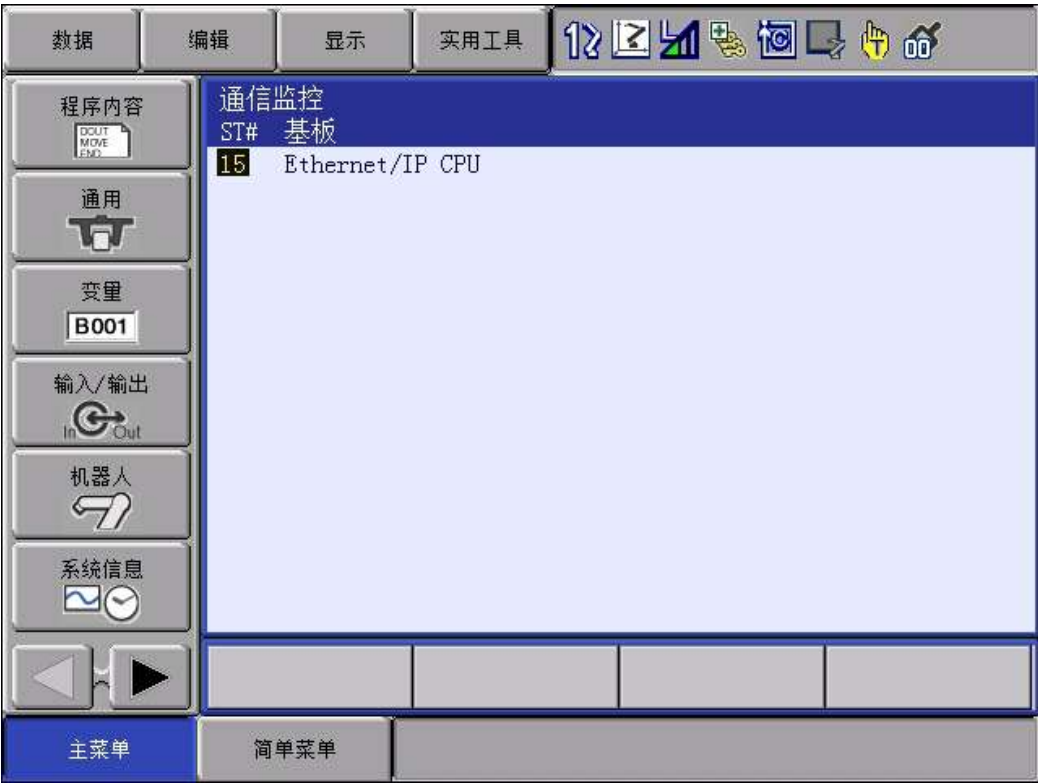 数据 编辑 显示 实用工具
程序内容
DOUT
MOVE
END
通用
变量
B001
输入/输出
In Out
机器人
系统信息
通信监控
ST# 基板
15 Ethernet/IP CPU
主菜单 简单菜单